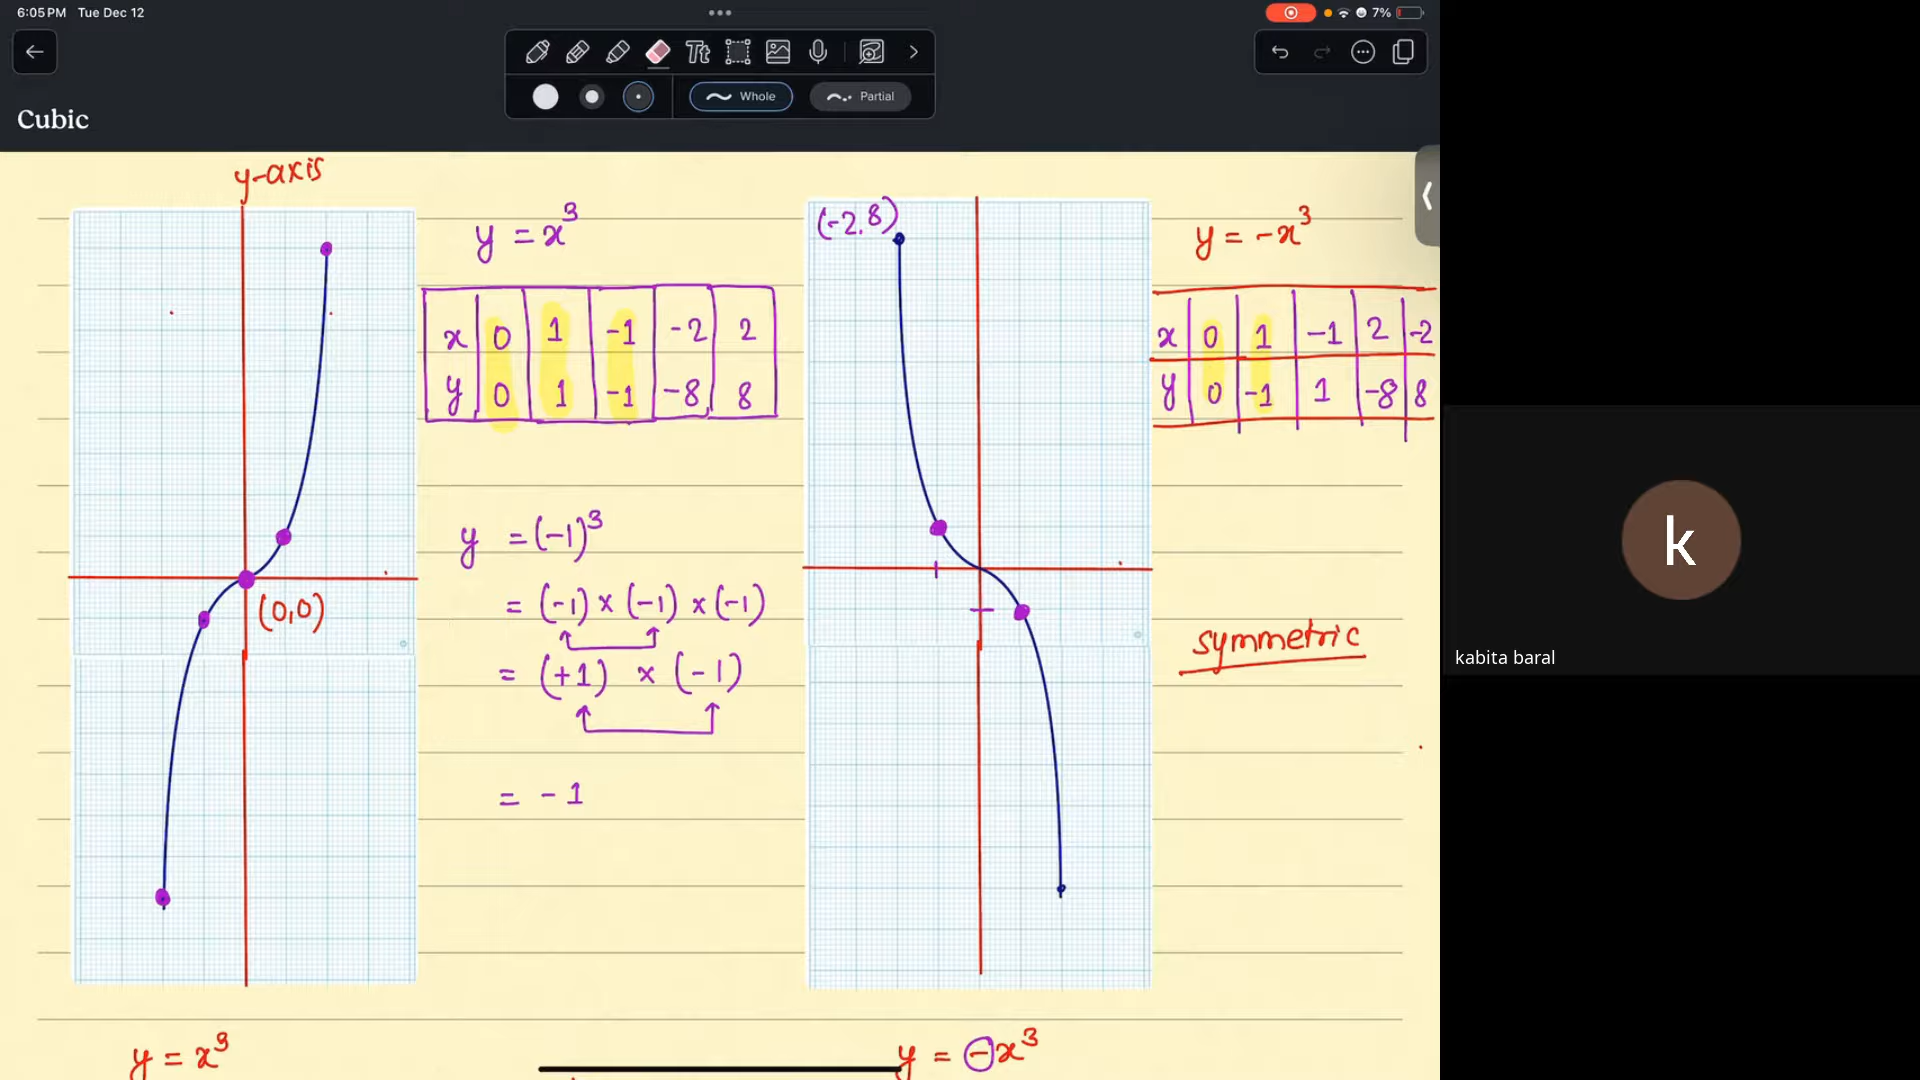 6:05 PM Tue Dec 12
7%
Tt
Whole
Partial
Cubic
y-axis
y = x³
x 0 1 -1 -2 2
y 0 1 -1 -8 8
y = (-1)³
= (-1) × (-1) × (-1)
= (+1) × (-1)
= -1
(0,0)
y = x³
(-2,8)
y = -x³
x 0 1 -1 2 -2
y 0 -1 1 -8 8
symmetric
y = -x³
k
kabita baral